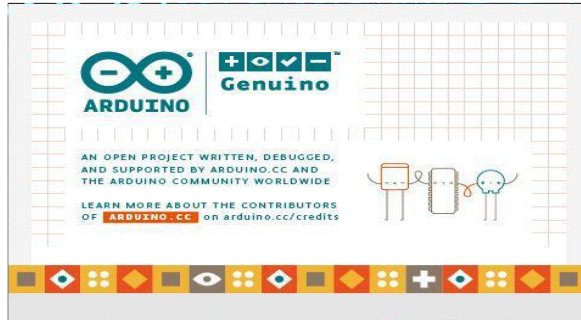 ARDUINO
Genuino
AN OPEN PROJECT WRITTEN, DEBUGGED,
AND SUPPORTED BY ARDUINO.CC AND
THE ARDUINO COMMUNITY WORLDWIDE
LEARN MORE ABOUT THE CONTRIBUTORS
OF ARDUINO.CC on arduino.cc/credits